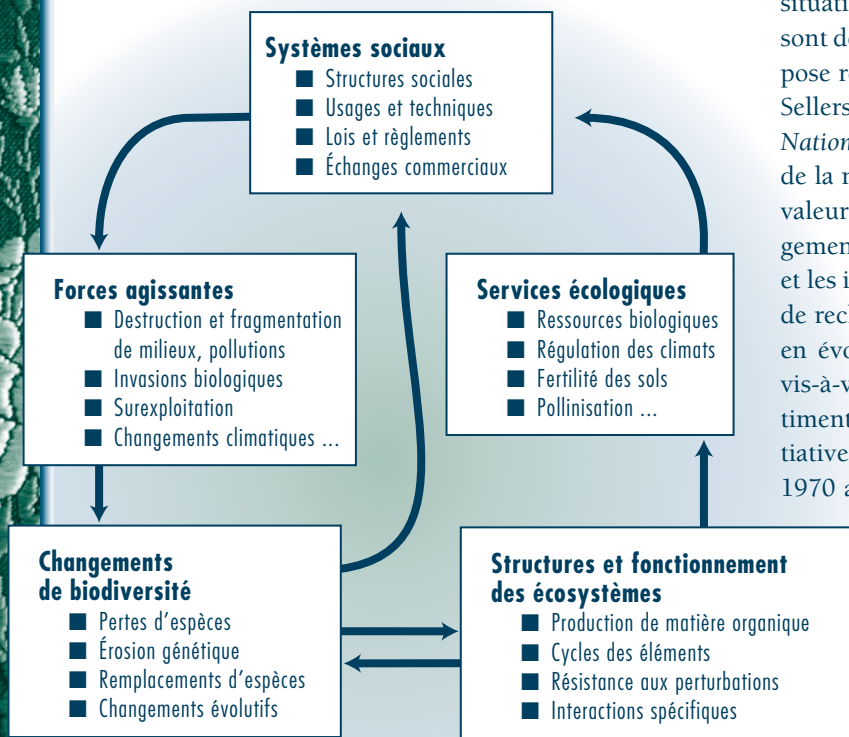 Systèmes sociaux
■ Structures sociales
■ Usages et techniques
■ Lois et règlements
■ Échanges commerciaux
Forces agissantes
■ Destruction et fragmentation
de milieux, pollutions
■ Invasions biologiques
■ Surexploitation
■ Changements climatiques ...
Services écologiques
■ Ressources biologiques
■ Régulation des climats
■ Fertilité des sols
■ Pollinisation ...
Changements
de biodiversité
■ Pertes d'espèces
■ Érosion génétique
■ Remplacements d'espèces
■ Changements évolutifs
Structures et fonctionnement
des écosystèmes
■ Production de matière organique
■ Cycles des éléments
■ Résistance aux perturbations
■ Interactions spécifiques
situati
sont d
pose r
Sellers
Nation
de la r
valeur
gemen
et les i
de recl
en évo
vis-à-v
timent
tiative
1970 a